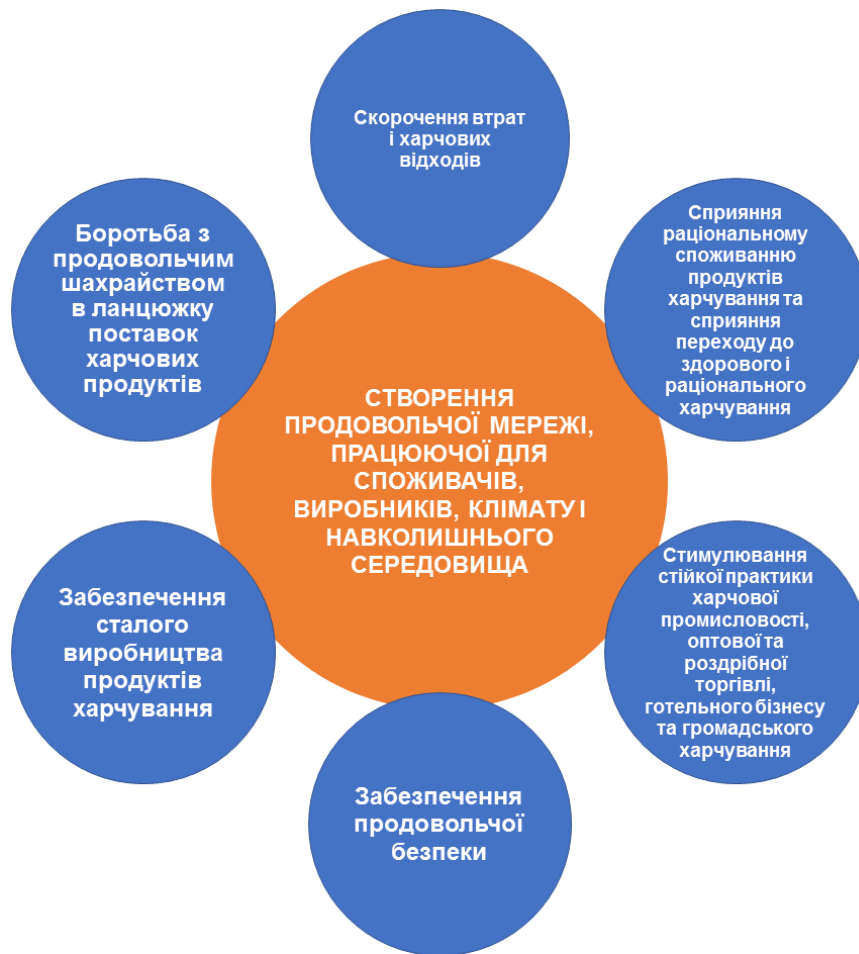 Скорочення втрат
і харчових
відходів
Сприяння
раціональному
споживанню
продуктів
харчування та
сприяння
переходу до
здорового і
раціонального
харчування
Стимулювання
стійкої практики
харчової
промисловості,
оптової та
роздрібної
торгівлі,
готельного бізнесу
та громадського
харчування
Забезпечення
продовольчої
безпеки
Забезпечення
сталого
виробництва
продуктів
харчування
Боротьба з
продовольчим
шахрайством
в ланцюжку
поставок
харчових
продуктів
СТВОРЕННЯ
ПРОДОВОЛЬЧОЇ МЕРЕЖІ,
ПРАЦЮЮЧОЇ ДЛЯ
СПОЖИВАЧІВ,
ВИРОБНИКІВ, КЛІМАТУ І
НАВКОЛИШНЬОГО
СЕРЕДОВИЩА